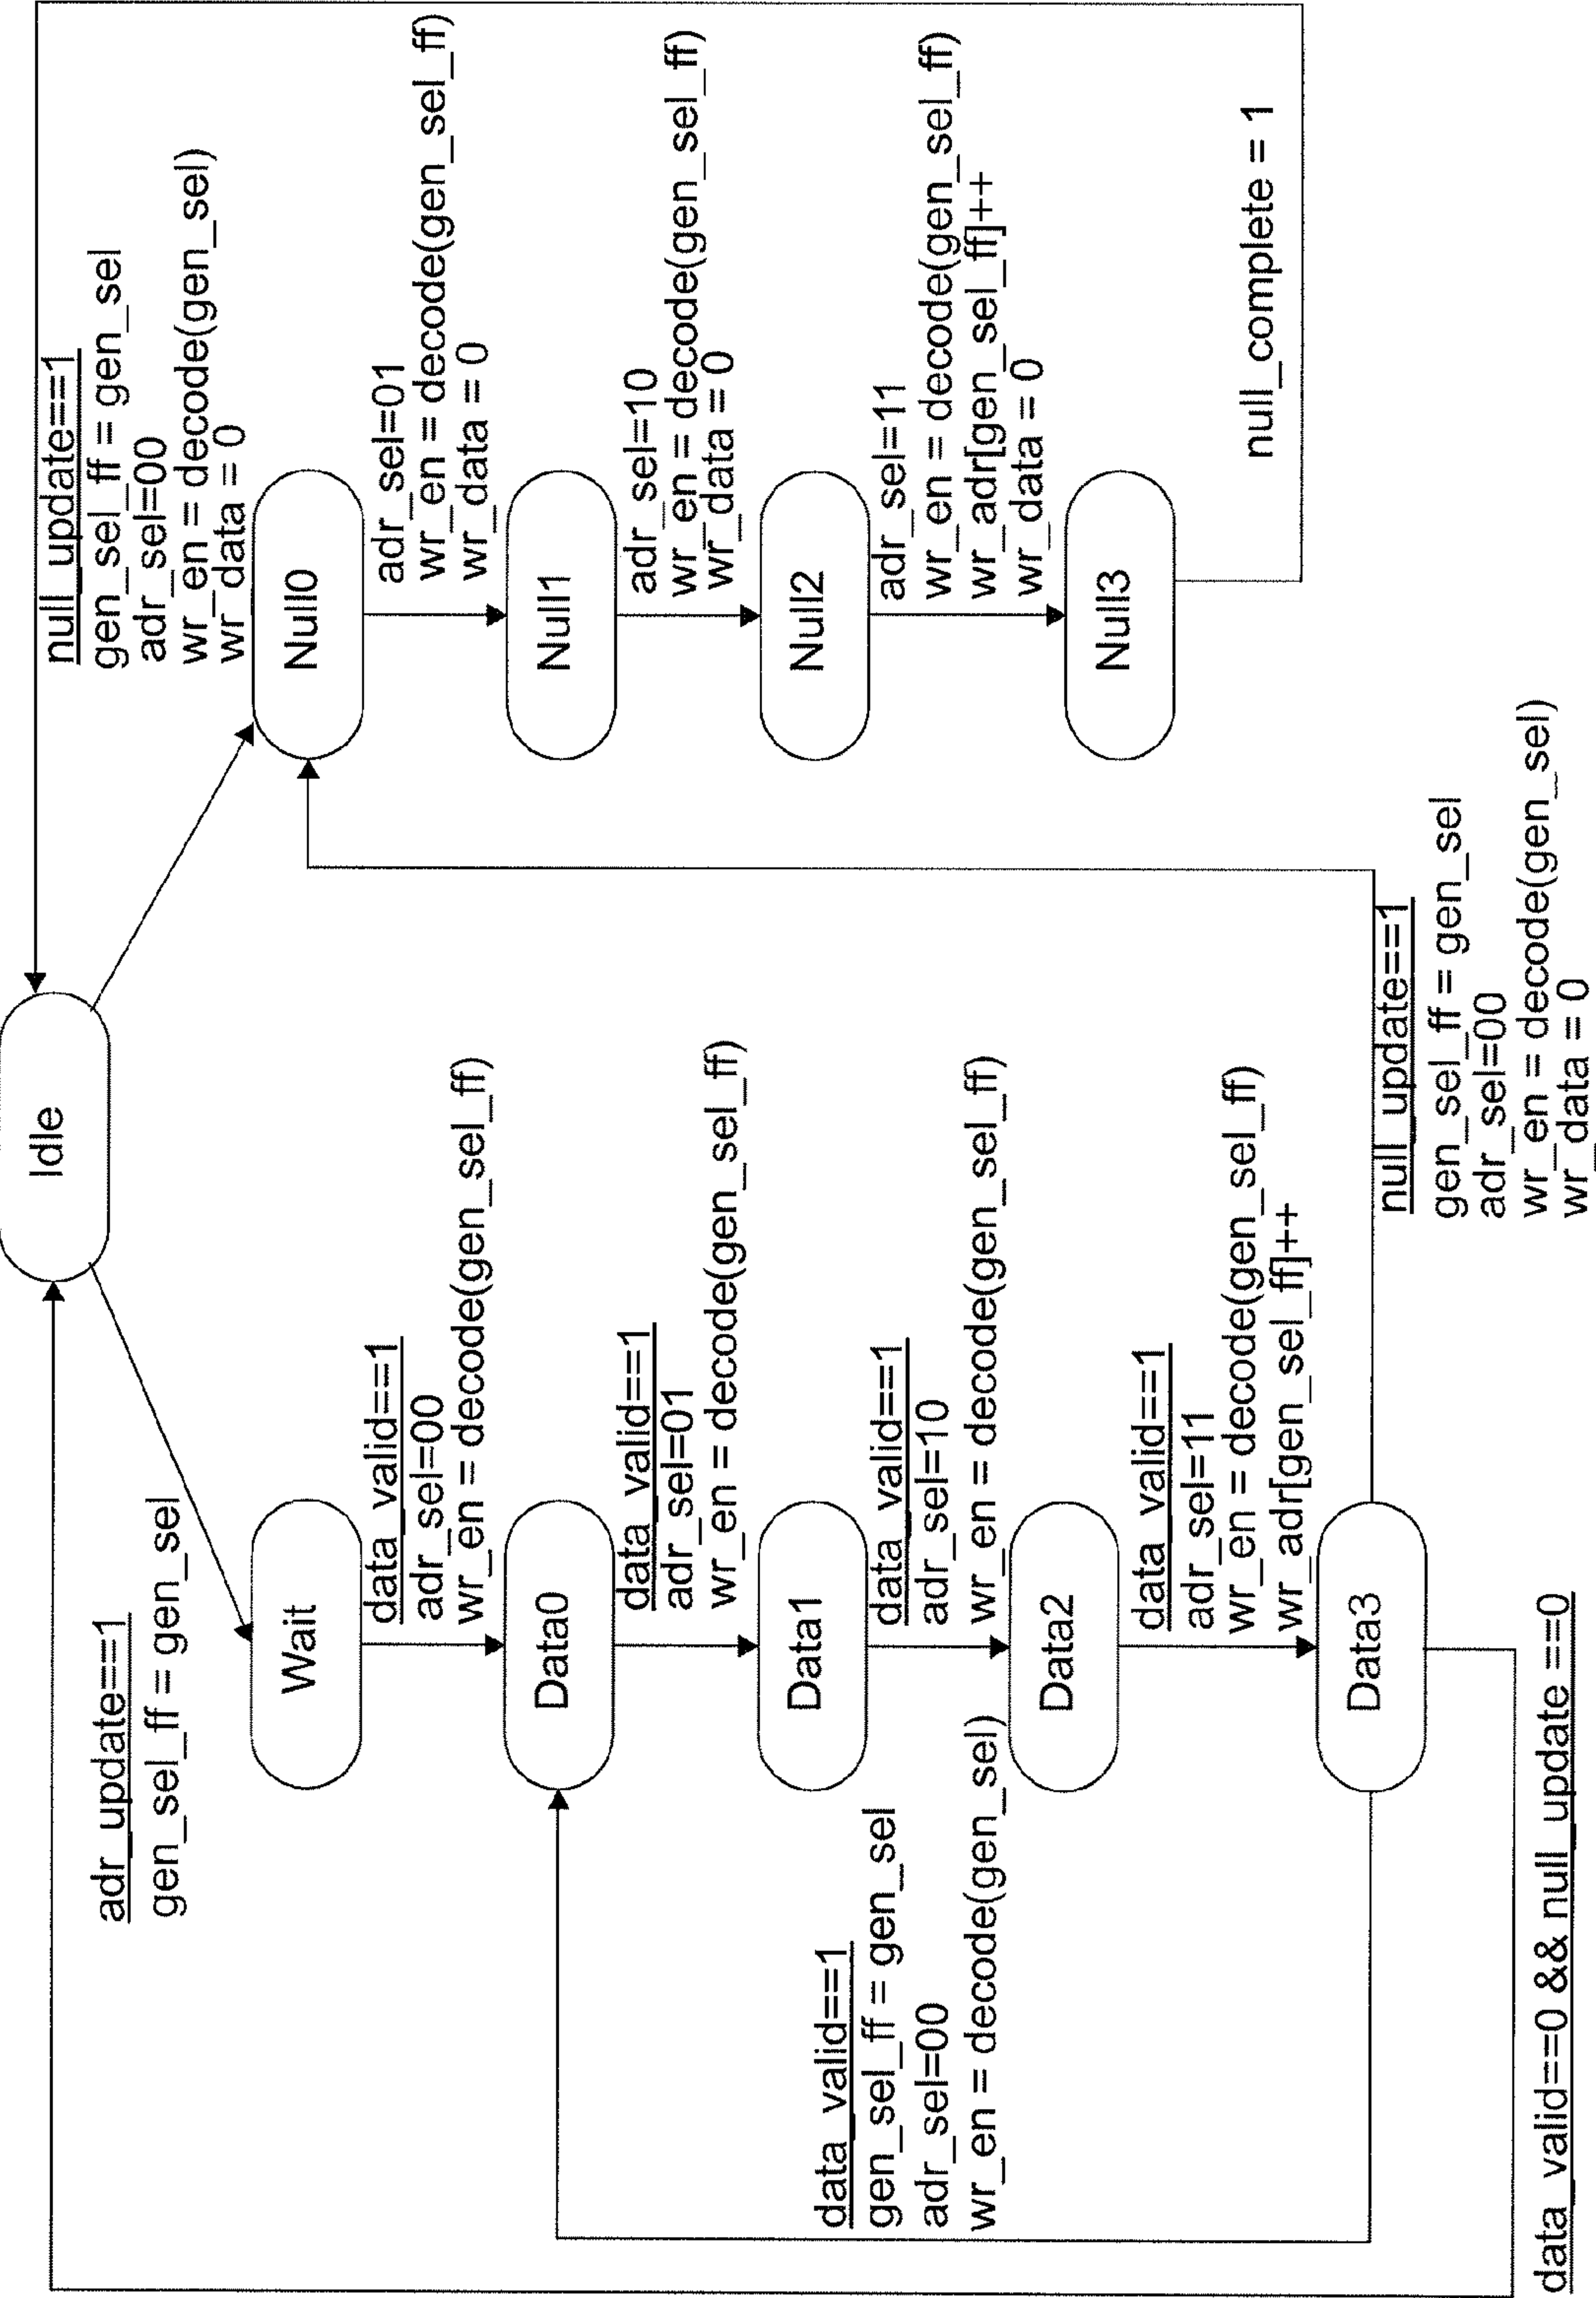 Idle
adr_update==1
gen_sel_ff = gen_sel
null_update==1
gen_sel_ff = gen_sel
adr_sel=00
wr_en = decode(gen_sel)
wr_data = 0
Wait
Null0
data_valid==1
adr_sel=00
wr_en = decode(gen_sel_ff)
adr_sel=01
wr_en = decode(gen_sel_ff)
wr_data = 0
Data0
Null1
data_valid==1
adr_sel=01
wr_en = decode(gen_sel_ff)
adr_sel=10
wr_en = decode(gen_sel_ff)
wr_data = 0
Data1
Null2
data_valid==1
gen_sel_ff = gen_sel
adr_sel=00
wr_en = decode(gen_sel)
data_valid==1
adr_sel=10
wr_en = decode(gen_sel_ff)
adr_sel=11
wr_en = decode(gen_sel_ff)
wr_adr[gen_sel_ff]++
wr_data = 0
Data2
Null3
data_valid==1
adr_sel=11
wr_en = decode(gen_sel_ff)
wr_adr[gen_sel_ff]++
null_complete = 1
Data3
null_update==1
gen_sel_ff = gen_sel
adr_sel=00
wr_en = decode(gen_sel)
wr_data = 0
data_valid==0 && null_update ==0